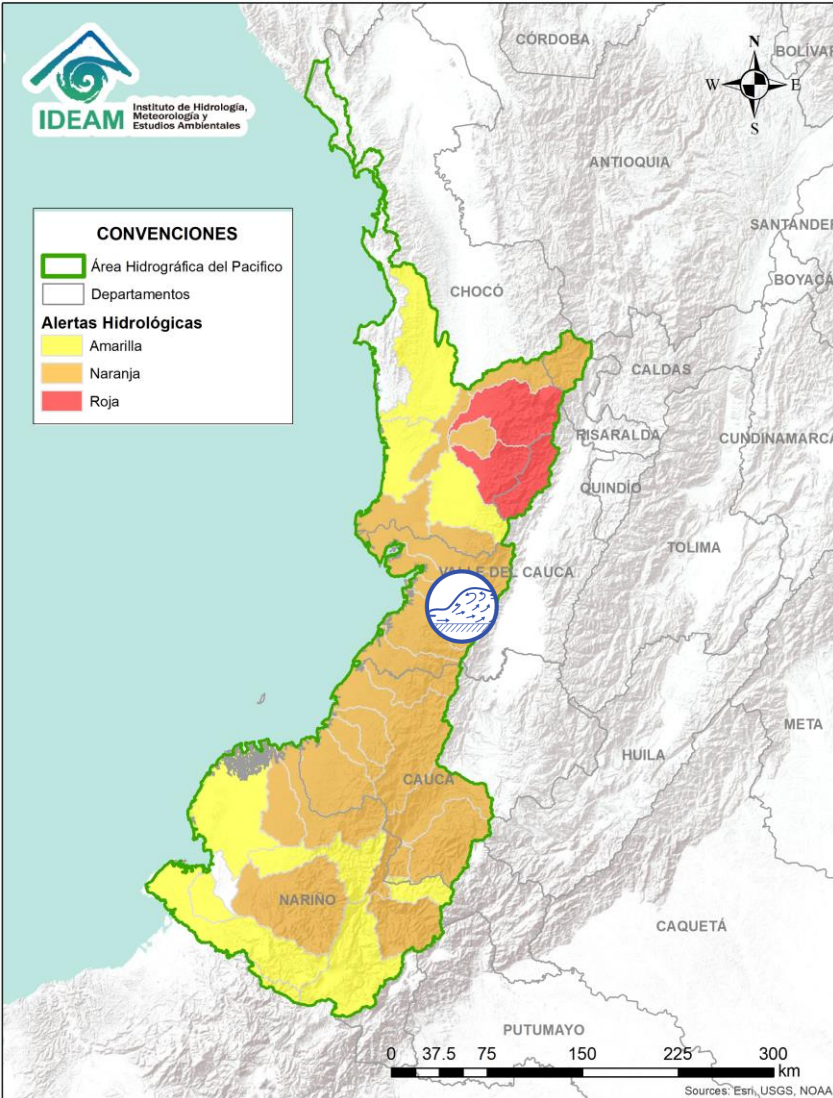 CÓRDOBA
BOLÍVAR
N
W
E
S
IDEAM
Instituto de Hidrología,
Meteorología y
Estudios Ambientales
ANTIOQUIA
SANTANDER
CONVENCIONES
Área Hidrográfica del Pacifico
Departamentos
Alertas Hidrológicas
Amarilla
Naranja
Roja
BOYACÁ
CHOCÓ
CALDAS
RISARALDA
CUNDINAMARCA
QUINDÍO
TOLIMA
VALLE DEL CAUCA
META
HUILA
CAUCA
NARIÑO
CAQUETÁ
PUTUMAYO
0 37.5 75 150 225 300
km
Sources: Esri, USGS, NOAA